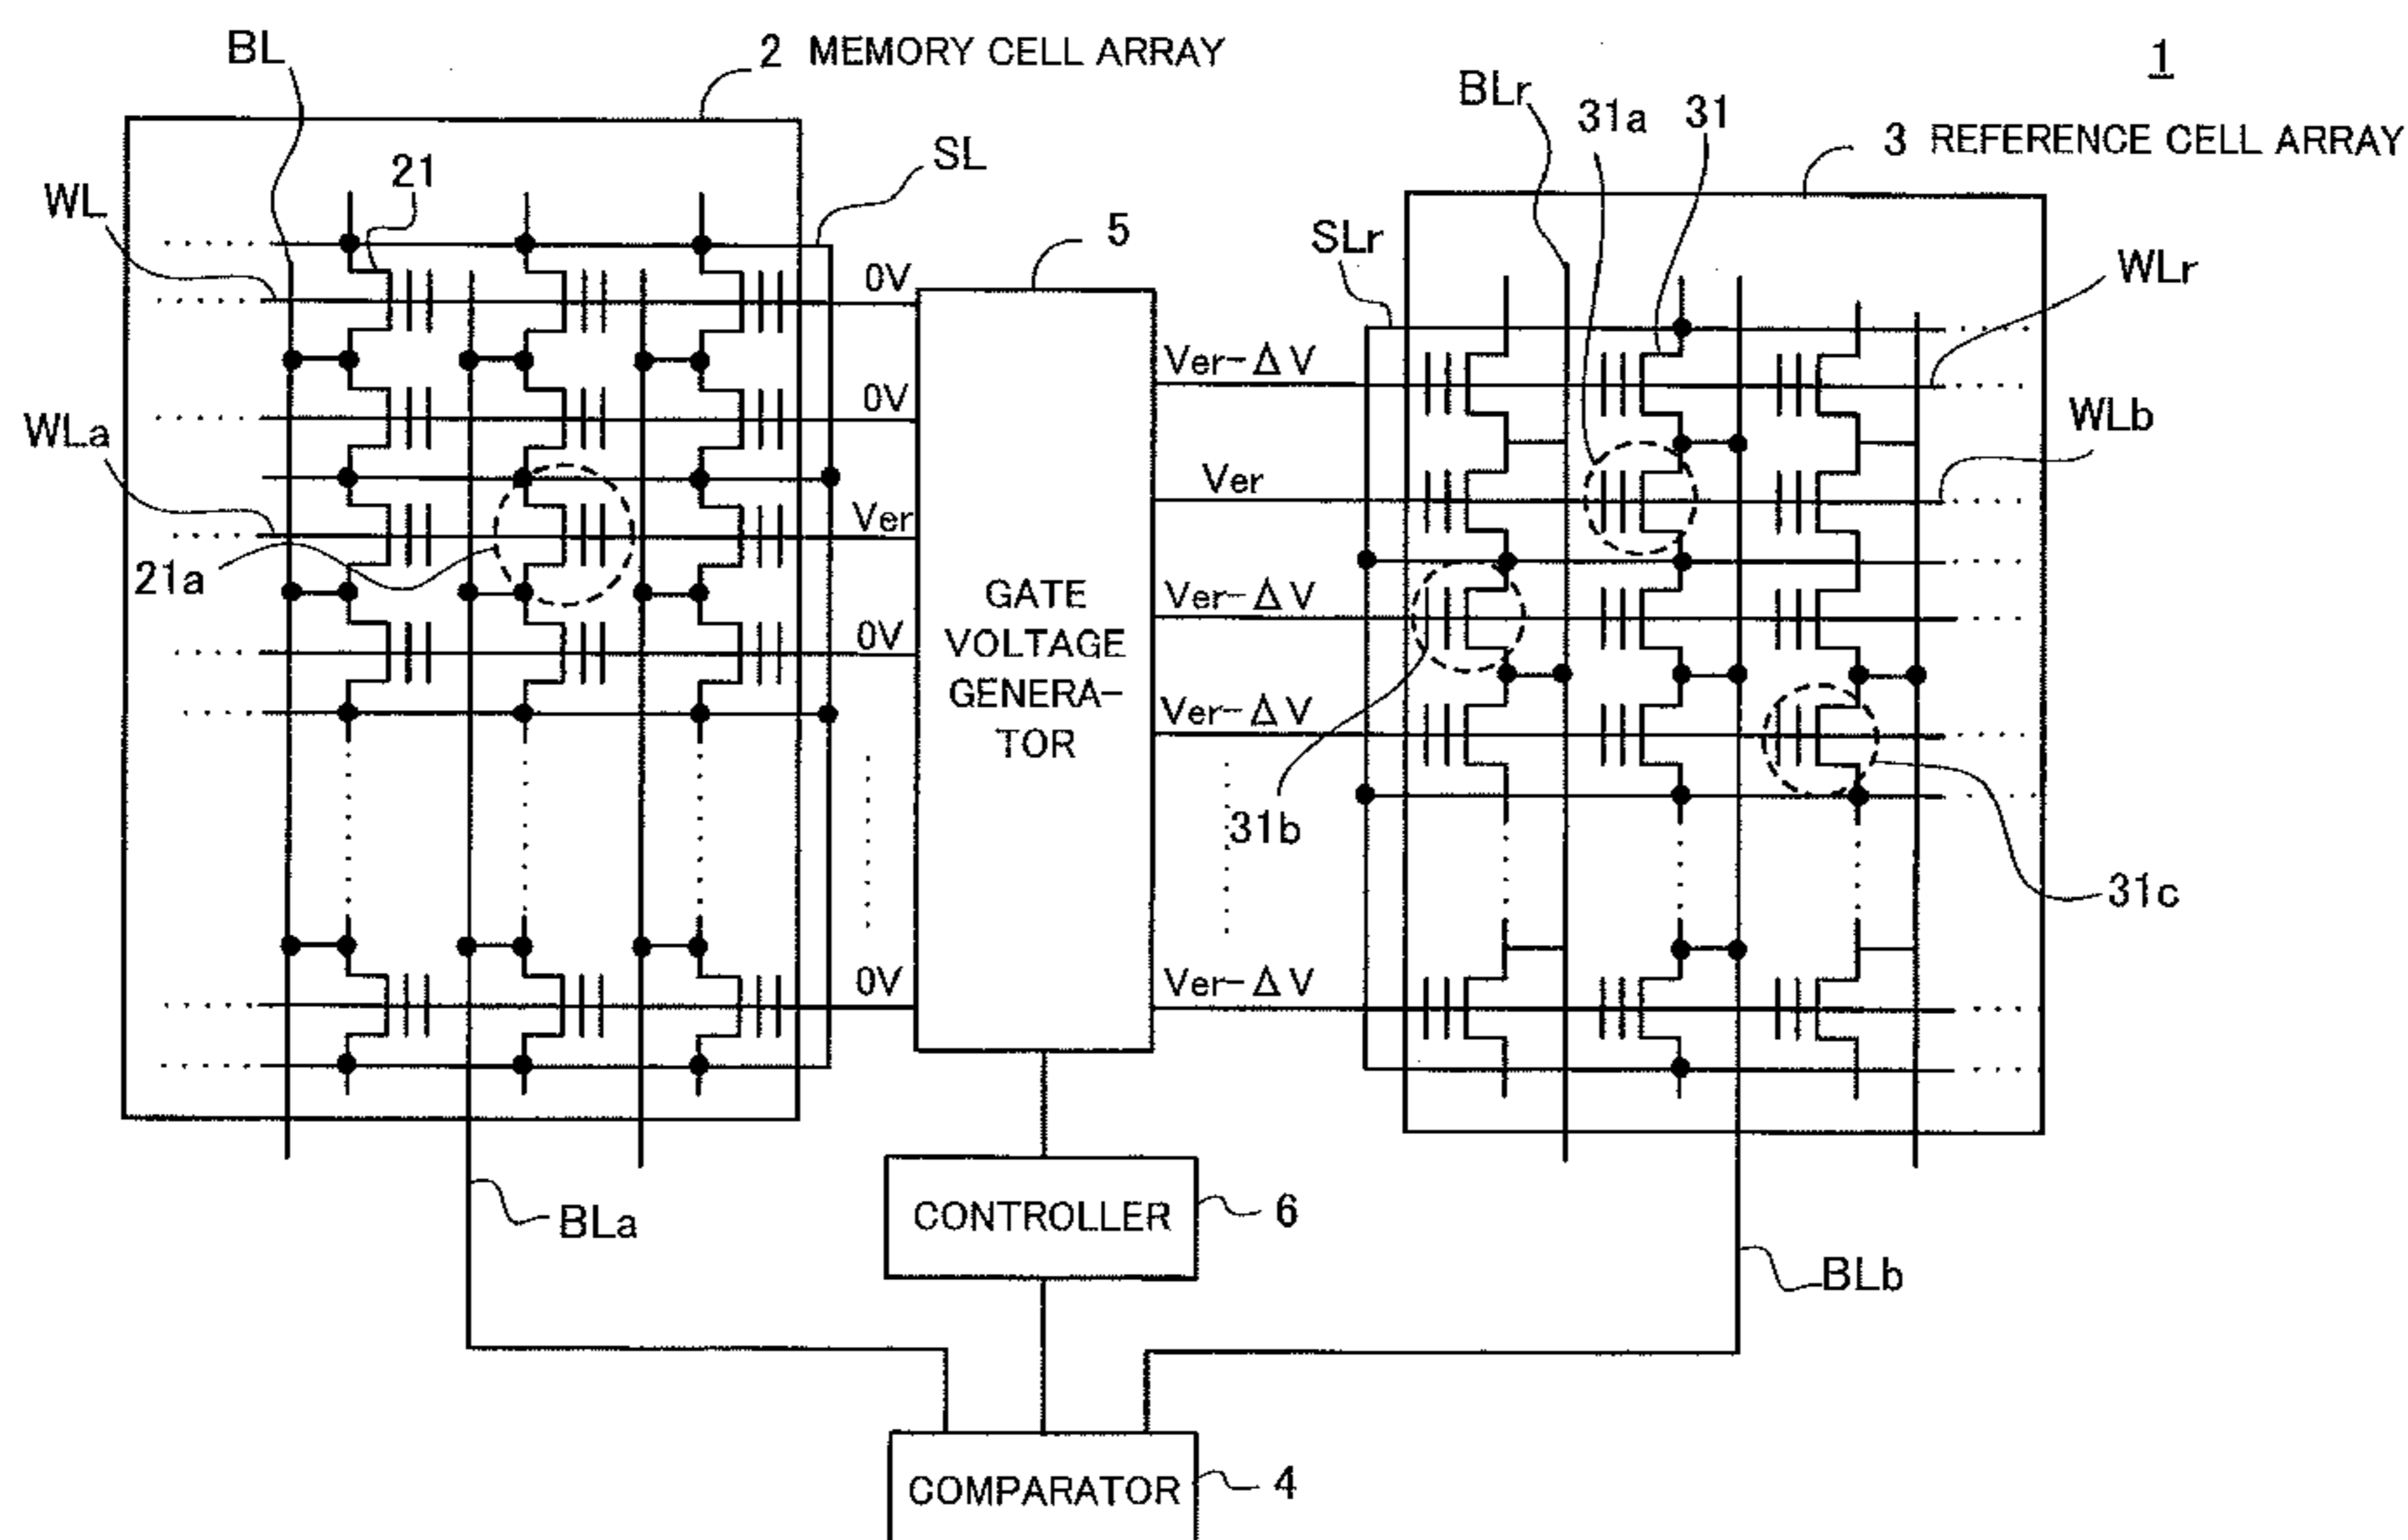 BL
2 MEMORY CELL ARRAY
1
BLr
31a
31
3 REFERENCE CELL ARRAY
SL
21
WL
5
SLr
WLr
0V
Ver-ΔV
0V
WLa
WLb
Ver
Ver
21a
GATE
VOLTAGE
GENERA-
TOR
Ver-ΔV
0V
Ver-ΔV
31b
31c
0V
Ver-ΔV
BLa
CONTROLLER
6
BLb
COMPARATOR
4